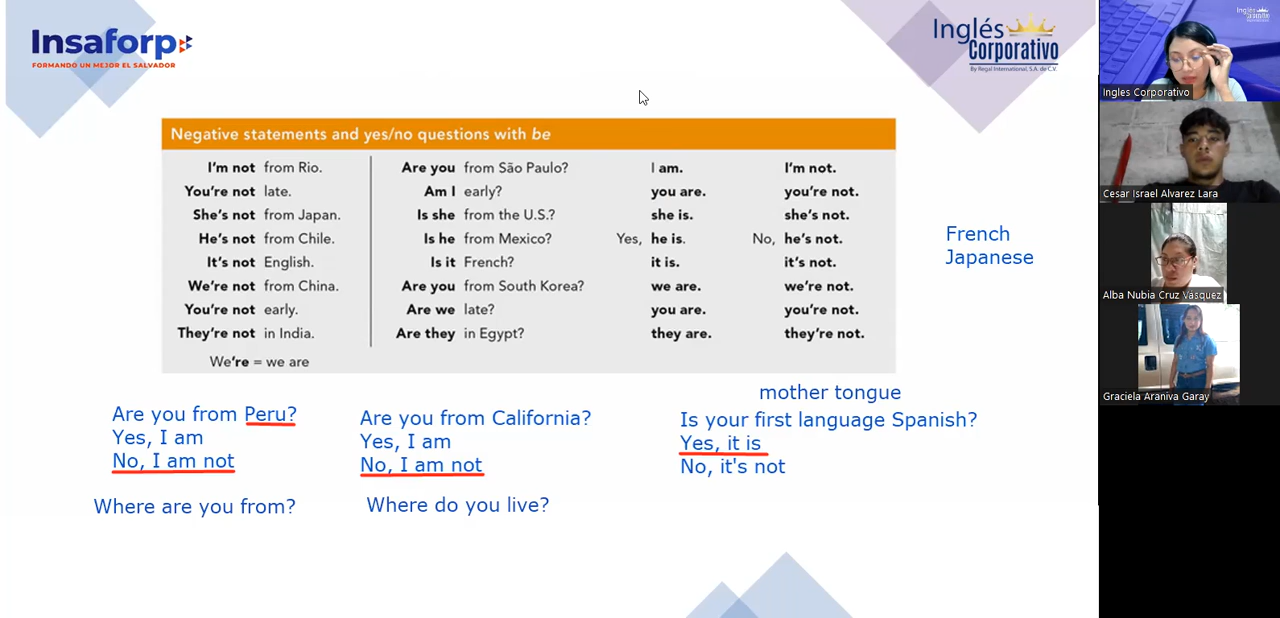 Insaforp
FORMANDO UN MEJOR EL SALVADOR
Inglés
Corporativo
By Regal International, S.A. de C.V.
Negative statements and yes/no questions with be
I'm not from Rio. Are you from São Paulo? I am. I'm not.
You're not late. Am I early? you are. you're not.
She's not from Japan. Is she from the U.S.? she is. she's not.
He's not from Chile. Is he from Mexico? Yes, he is. No, he's not.
It's not English. Is it French? it is. it's not.
We're not from China. Are you from South Korea? we are. we're not.
You're not early. Are we late? you are. you're not.
They're not in India. Are they in Egypt? they are. they're not.
We're = we are
French
Japanese
Are you from Peru?
Yes, I am
No, I am not
Where are you from?
Are you from California?
Yes, I am
No, I am not
Where do you live?
mother tongue
Is your first language Spanish?
Yes, it is
No, it's not
Ingles Corporativo
Cesar Israel Alvarez Lara
Alba Nubia Cruz Vasquez
Graciela Araniva Garay